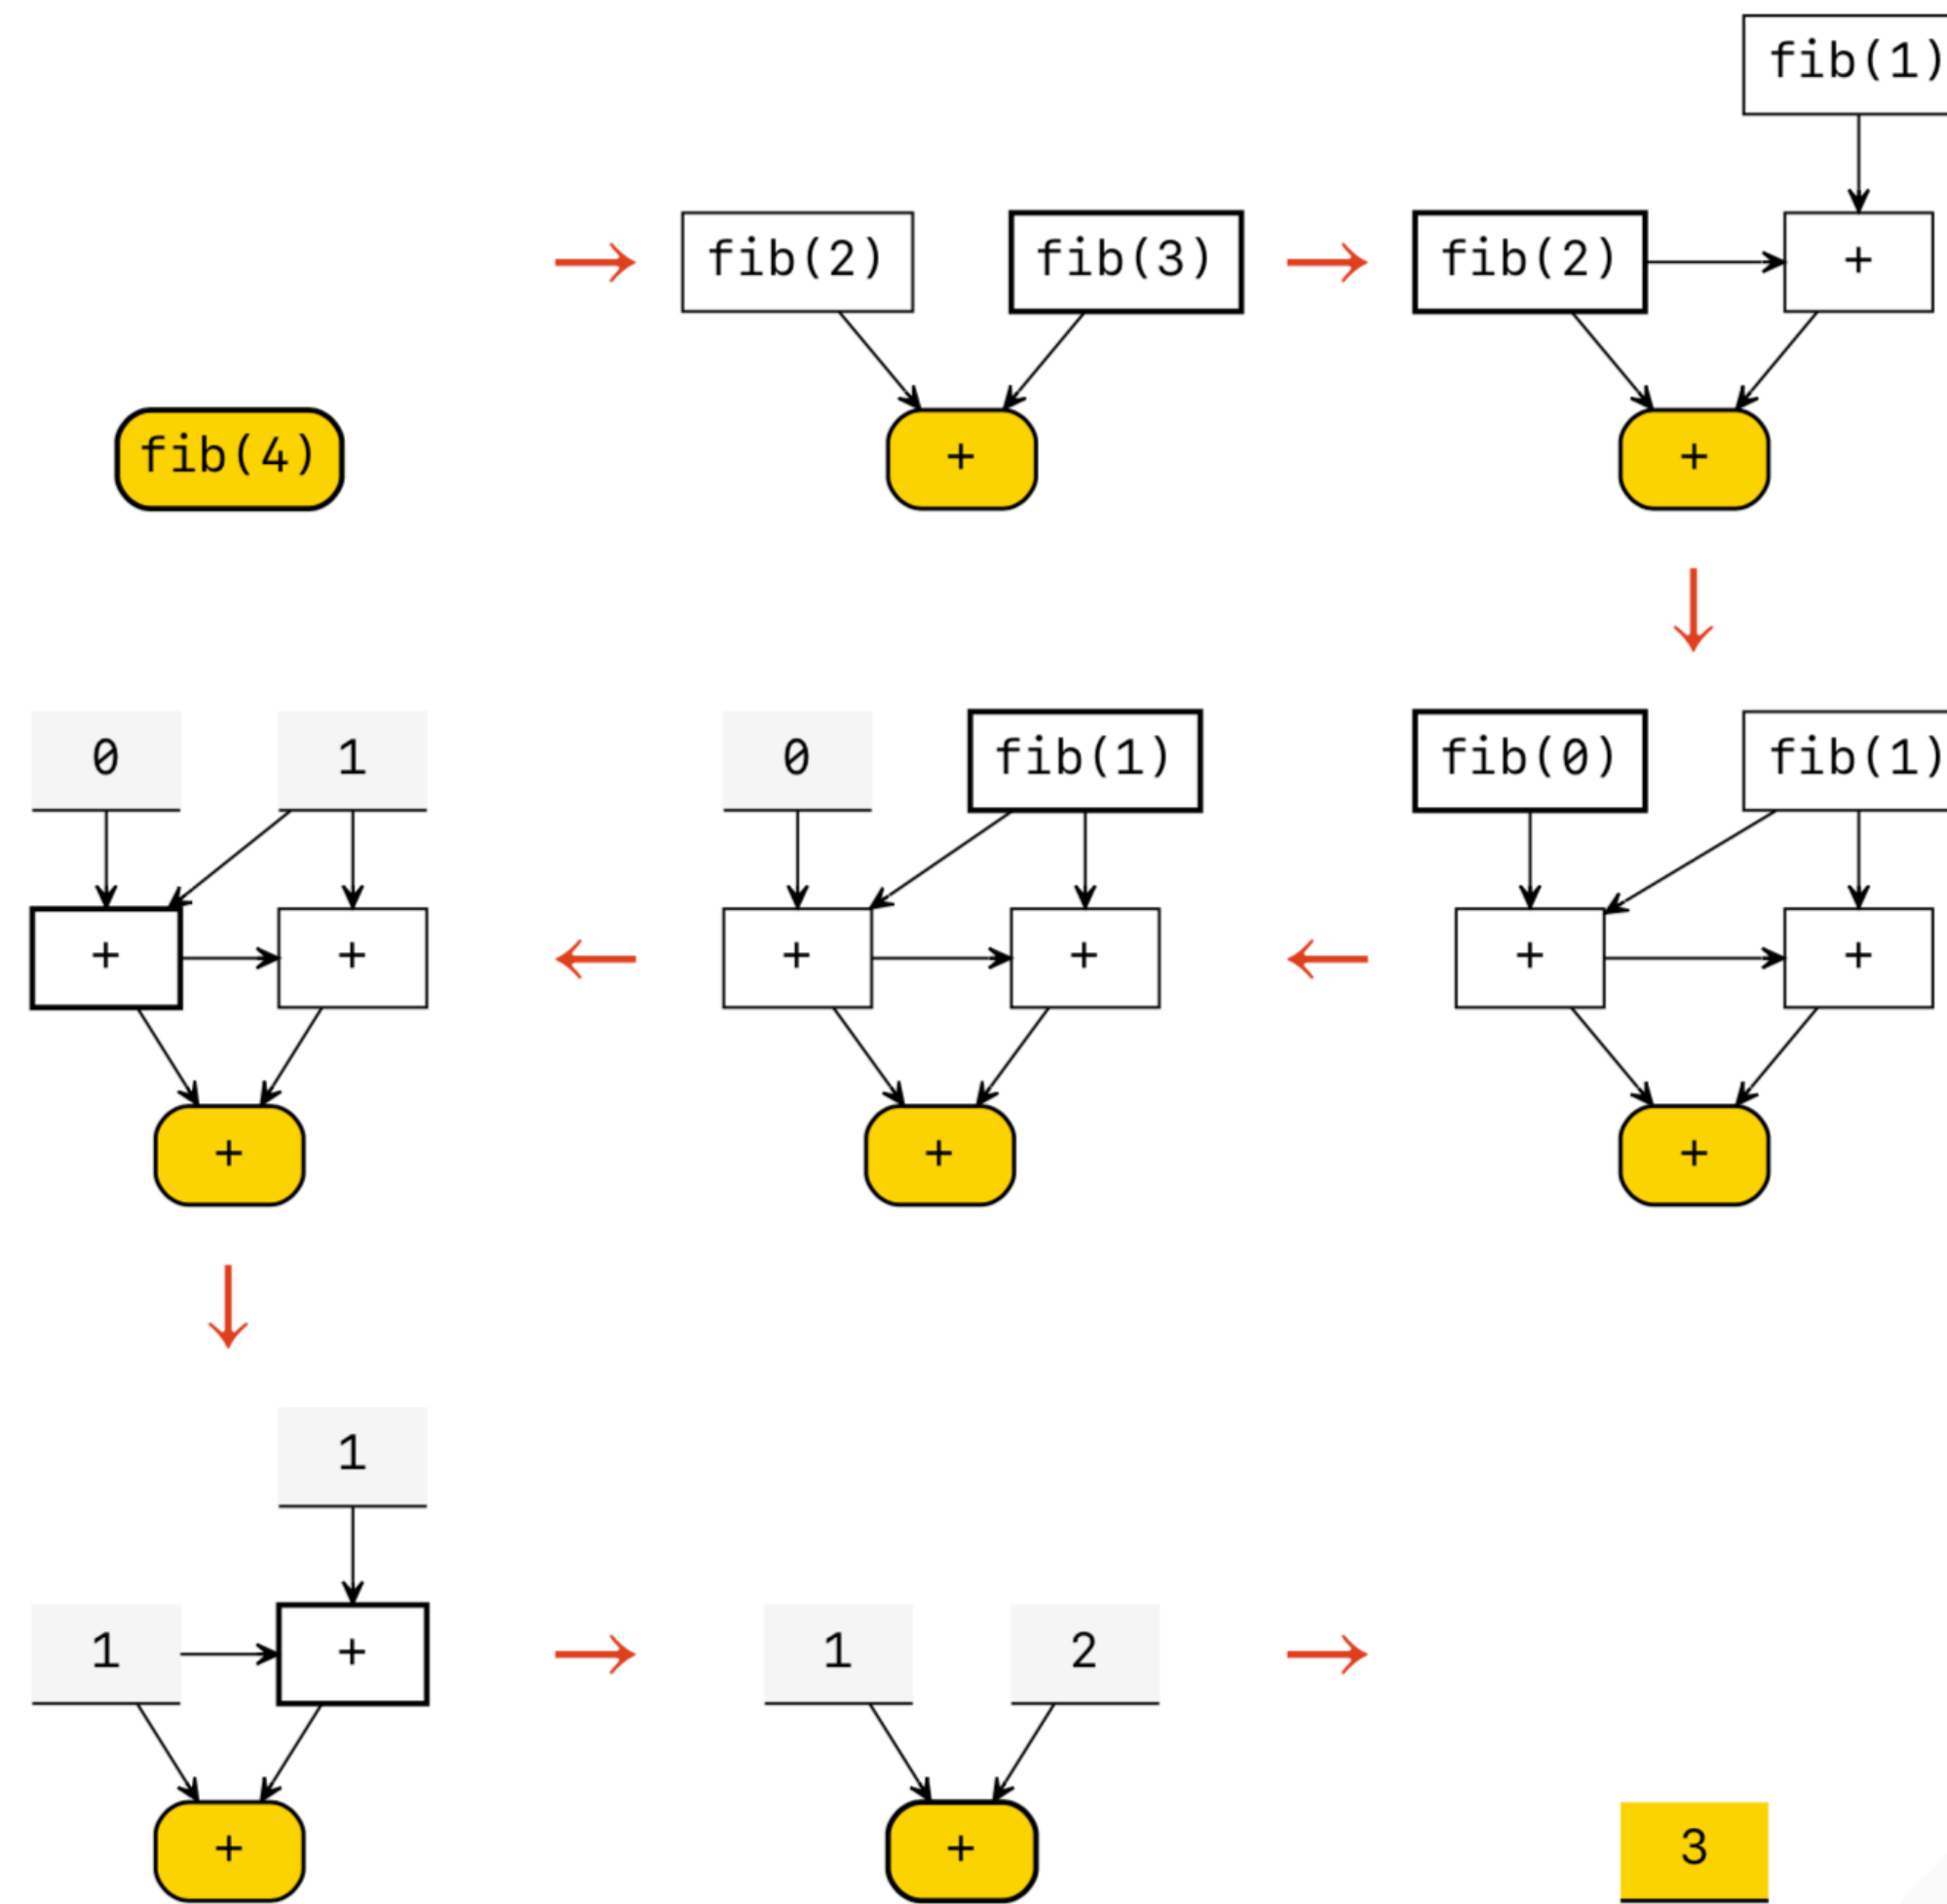 fib(1)
fib(2) fib(3) fib(2) +
fib(4) + +
0 1 0 fib(1) fib(0) fib(1)
+ + + + + +
+ + +
1
1 + 1 2
+ + 3